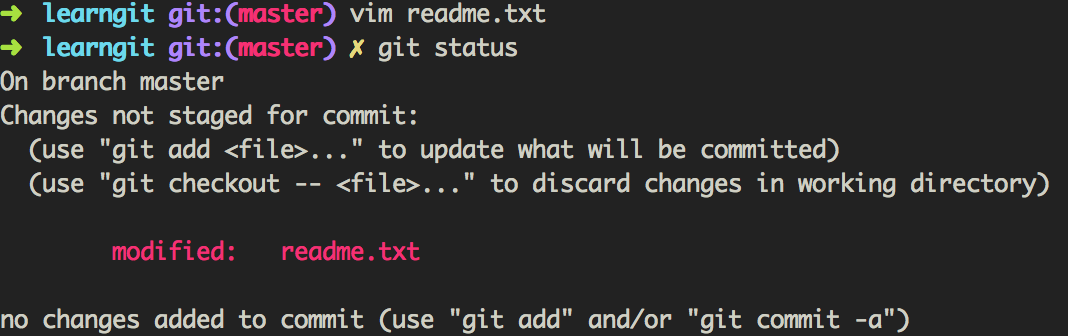 ➜ learngit git:(master) vim readme.txt
➜ learngit git:(master) ✗ git status
On branch master
Changes not staged for commit:
  (use "git add <file>..." to update what will be committed)
  (use "git checkout -- <file>..." to discard changes in working directory)
        modified:   readme.txt
no changes added to commit (use "git add" and/or "git commit -a")